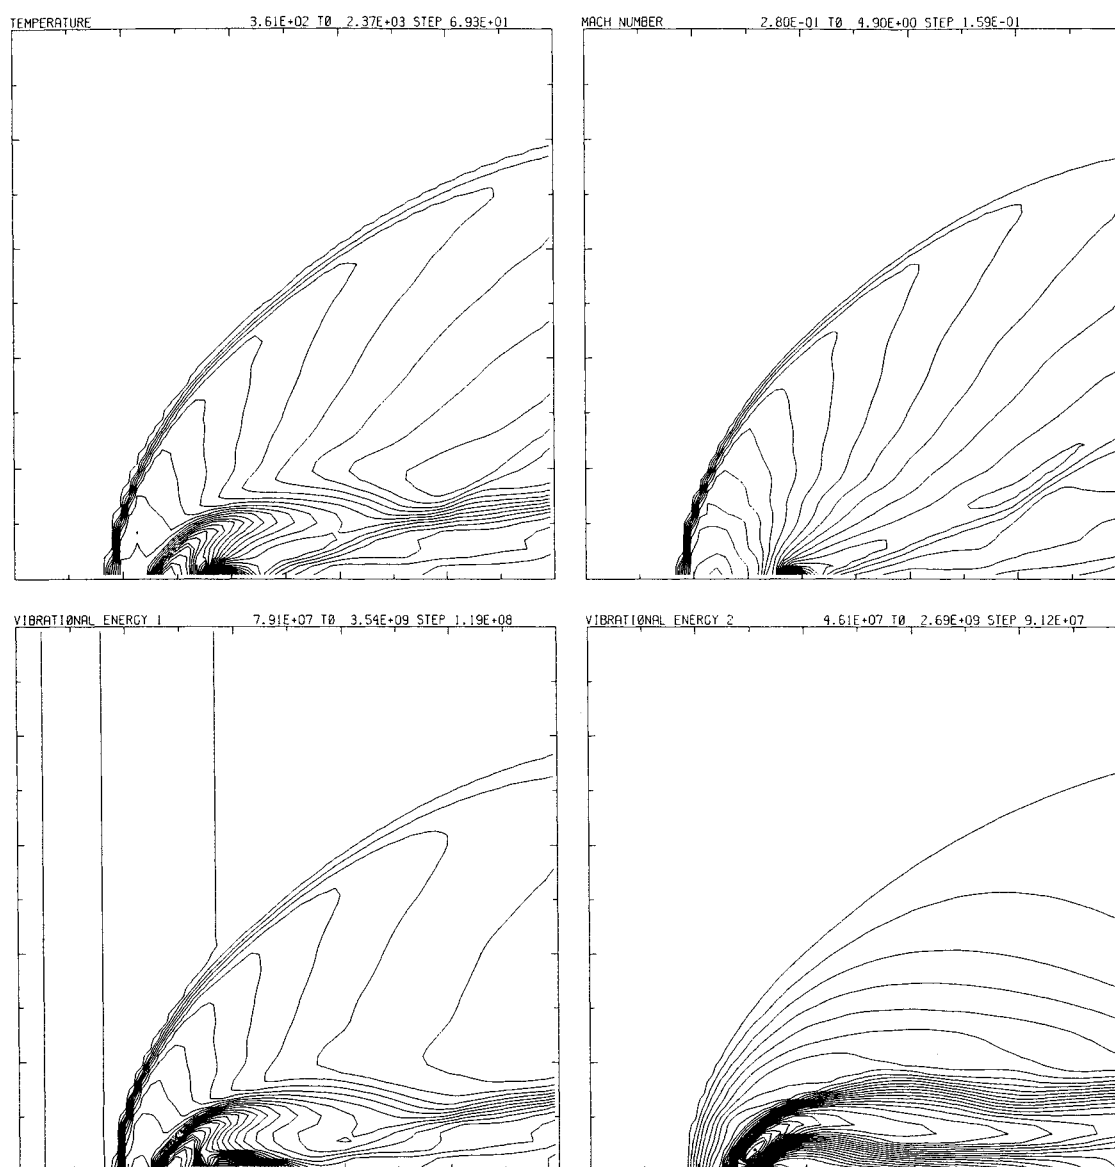 TEMPERATURE 3.61E+02 TØ 2.37E+03 STEP 6.93E+01
MACH NUMBER 2.80E-01 TØ 4.90E+00 STEP 1.59E-01
VIBRATIØNAL ENERGY 1 7.91E+07 TØ 3.54E+09 STEP 1.19E+08
VIBRATIØNAL ENERGY 2 4.61E+07 TØ 2.69E+09 STEP 9.12E+07